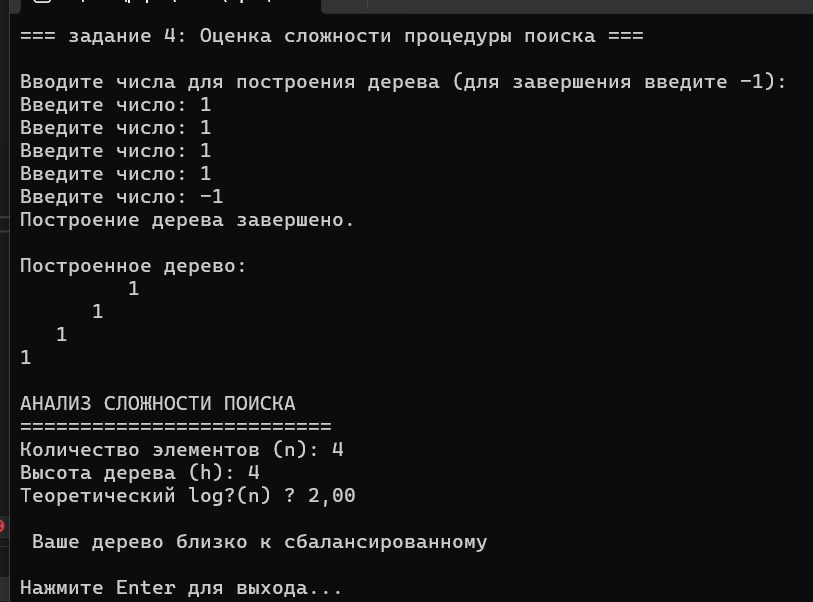 === задание 4: Оценка сложности процедуры поиска ===
Вводите числа для построения дерева (для завершения введите -1):
Введите число: 1
Введите число: 1
Введите число: 1
Введите число: 1
Введите число: -1
Построение дерева завершено.
Построенное дерево:
1
1
1
1
АНАЛИЗ СЛОЖНОСТИ ПОИСКА
==========================
Количество элементов (n): 4
Высота дерева (h): 4
Теоретический log?(n) ? 2,00
Ваше дерево близко к сбалансированному
Нажмите Enter для выхода...